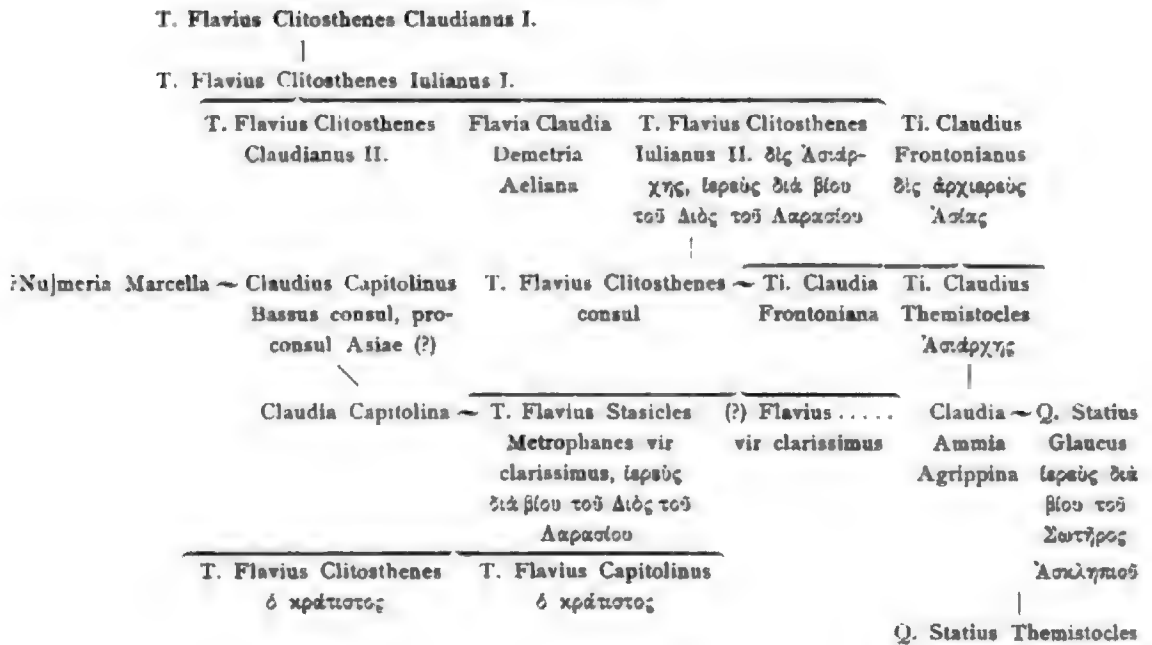 T. Flavius Clitosthenes Claudianus I.
T. Flavius Clitosthenes Iulianus I.
T. Flavius Clitosthenes Flavia Claudia T. Flavius Clitosthenes Ti. Claudius
Claudianus II. Demetria Iulianus II. δὶς Ἀσιάρ- Frontonianus
Aeliana χης, ἱερεὺς διὰ βίου δὶς ἀρχιερεὺς
τοῦ Διὸς τοῦ Λαρασίου Ἀσίας
?Nu]meria Marcella ~ Claudius Capitolinus T. Flavius Clitosthenes ~ Ti. Claudia Ti. Claudius
Bassus consul, pro- consul Frontoniana Themistocles
consul Asiae (?) Ἀσιάρχης
Claudia Capitolina ~ T. Flavius Stasicles (?) Flavius ..... Claudia ~ Q. Statius
Metrophanes vir vir clarissimus Ammia Glaucus
clarissimus, ἱερεὺς Agrippina ἱερεὺς διὰ
διὰ βίου τοῦ Διὸς τοῦ βίου τοῦ
Λαρασίου Σωτῆρος
T. Flavius Clitosthenes T. Flavius Capitolinus Ἀσκληπιοῦ
ὁ κράτιστος ὁ κράτιστος
Q. Statius Themistocles